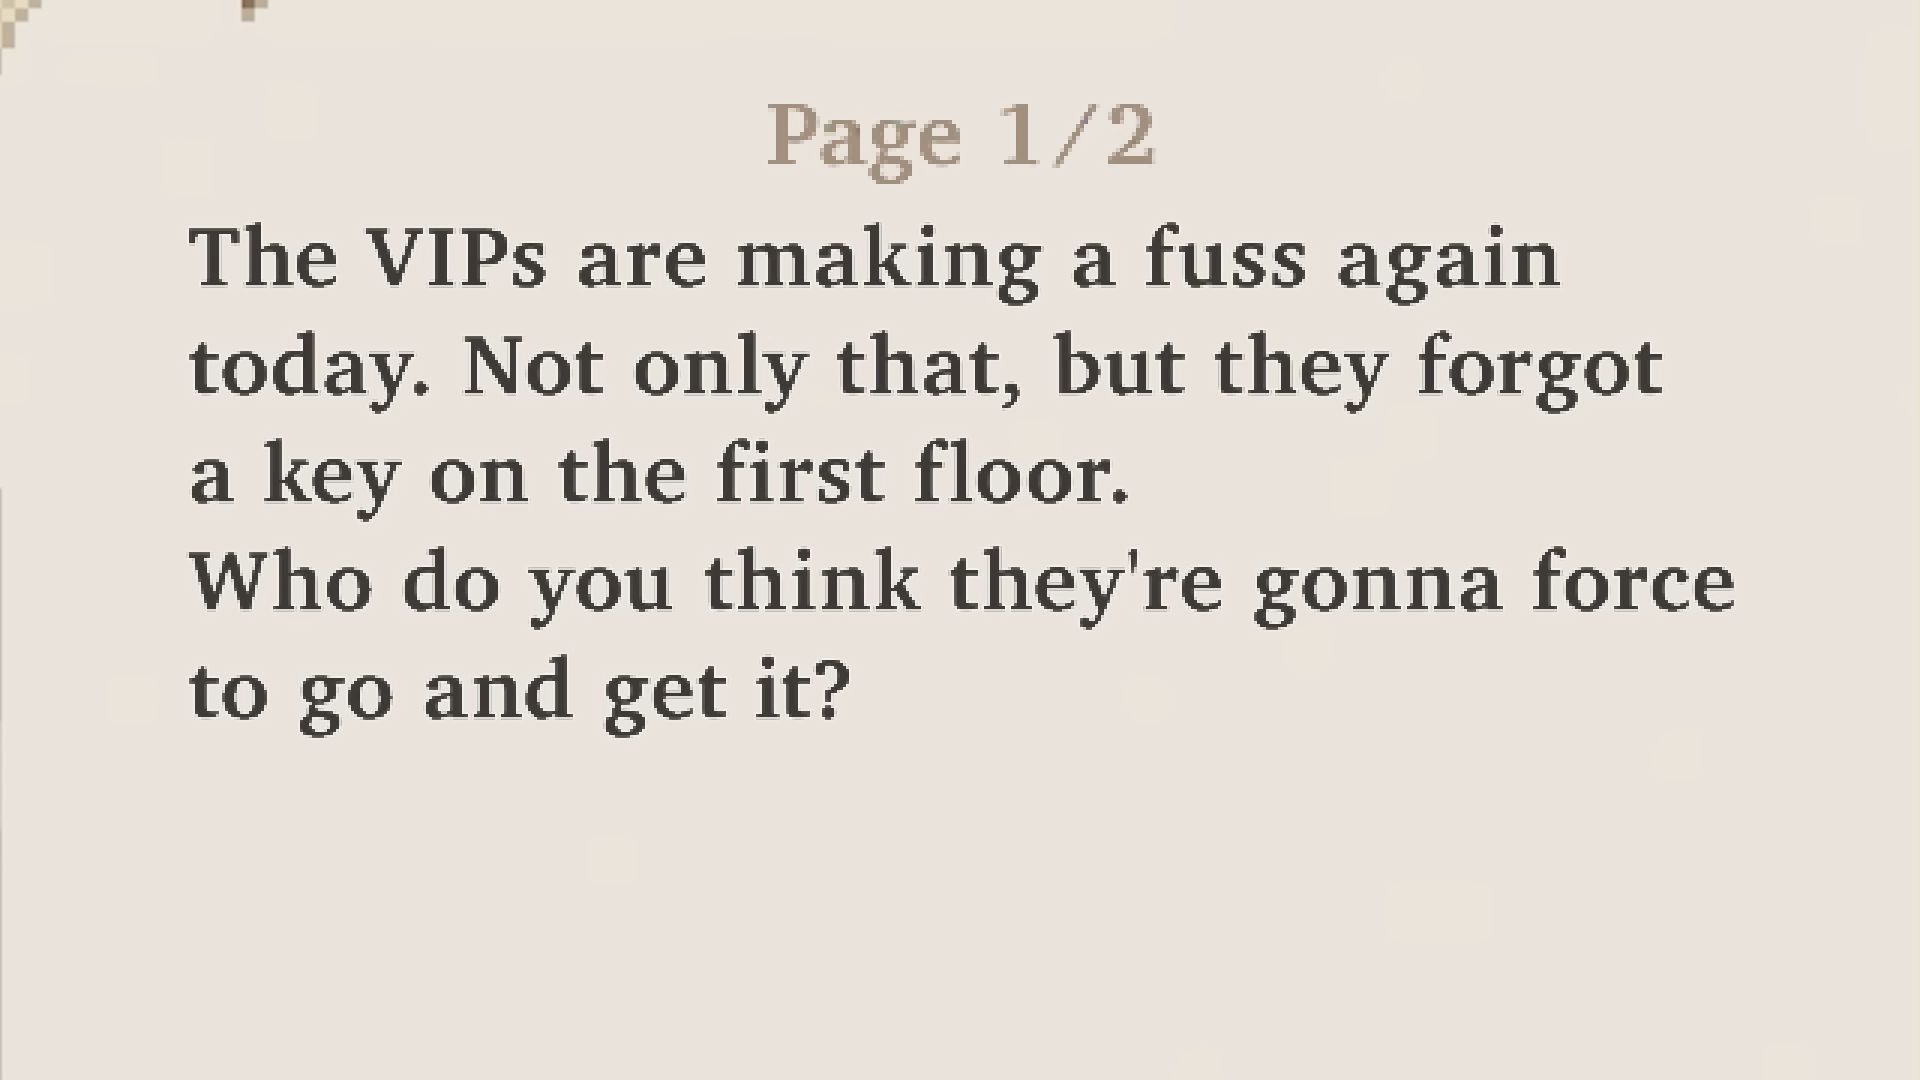 Page 1/2
The VIPs are making a fuss again
today. Not only that, but they forgot
a key on the first floor.
Who do you think they're gonna force
to go and get it?